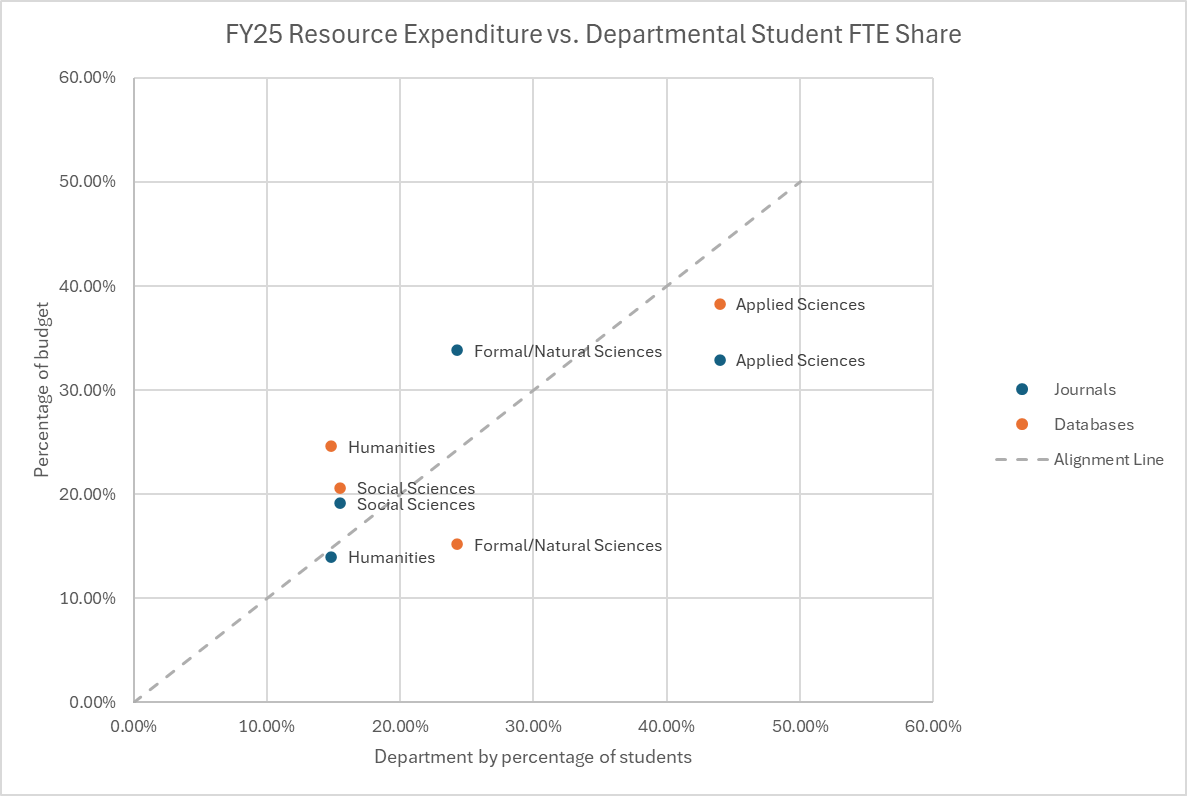 FY25 Resource Expenditure vs. Departmental Student FTE Share
60.00%
50.00%
40.00%
30.00%
20.00%
10.00%
0.00%
Percentage of budget
Applied Sciences
Formal/Natural Sciences
Applied Sciences
Humanities
Social Sciences
Social Sciences
Formal/Natural Sciences
Humanities
0.00%
10.00%
20.00%
30.00%
40.00%
50.00%
60.00%
Department by percentage of students
Journals
Databases
Alignment Line